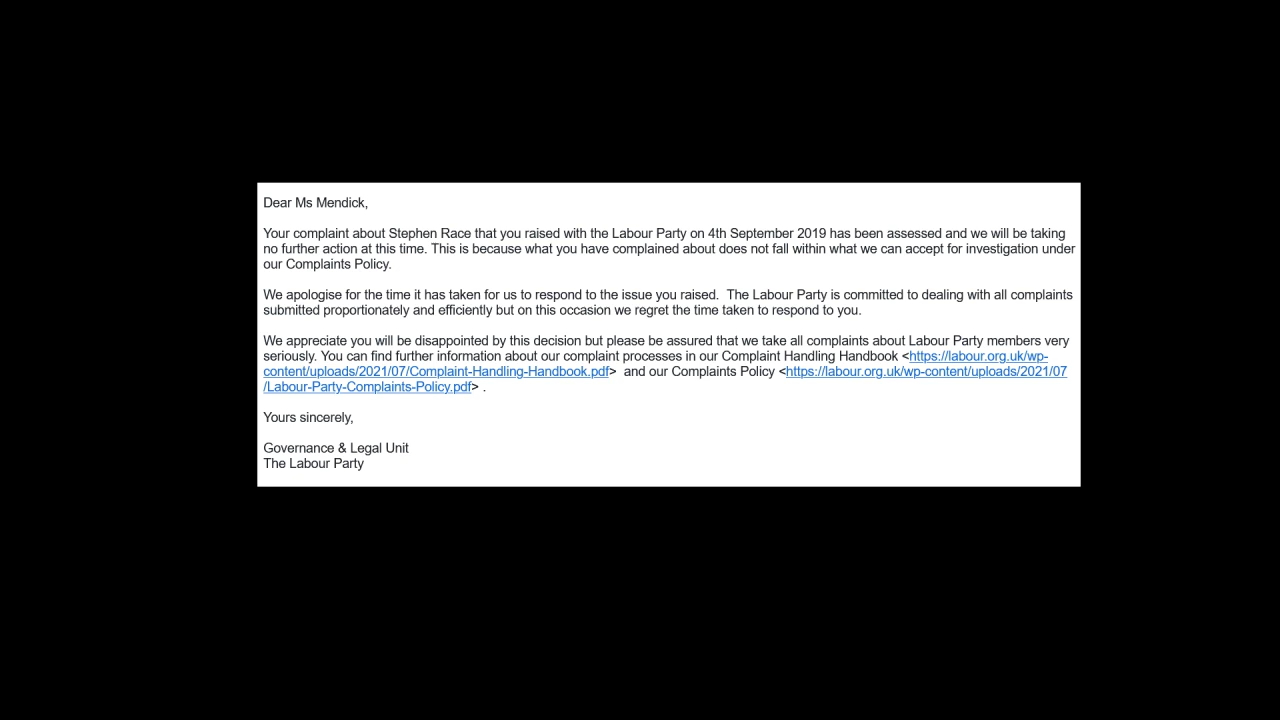 Dear Ms Mendick,
Your complaint about Stephen Race that you raised with the Labour Party on 4th September 2019 has been assessed and we will be taking
no further action at this time. This is because what you have complained about does not fall within what we can accept for investigation under
our Complaints Policy.
We apologise for the time it has taken for us to respond to the issue you raised.  The Labour Party is committed to dealing with all complaints
submitted proportionately and efficiently but on this occasion we regret the time taken to respond to you.
We appreciate you will be disappointed by this decision but please be assured that we take all complaints about Labour Party members very
seriously. You can find further information about our complaint processes in our Complaint Handling Handbook <https://labour.org.uk/wp-
content/uploads/2021/07/Complaint-Handling-Handbook.pdf>  and our Complaints Policy <https://labour.org.uk/wp-content/uploads/2021/07
/Labour-Party-Complaints-Policy.pdf> .
Yours sincerely,
Governance & Legal Unit
The Labour Party